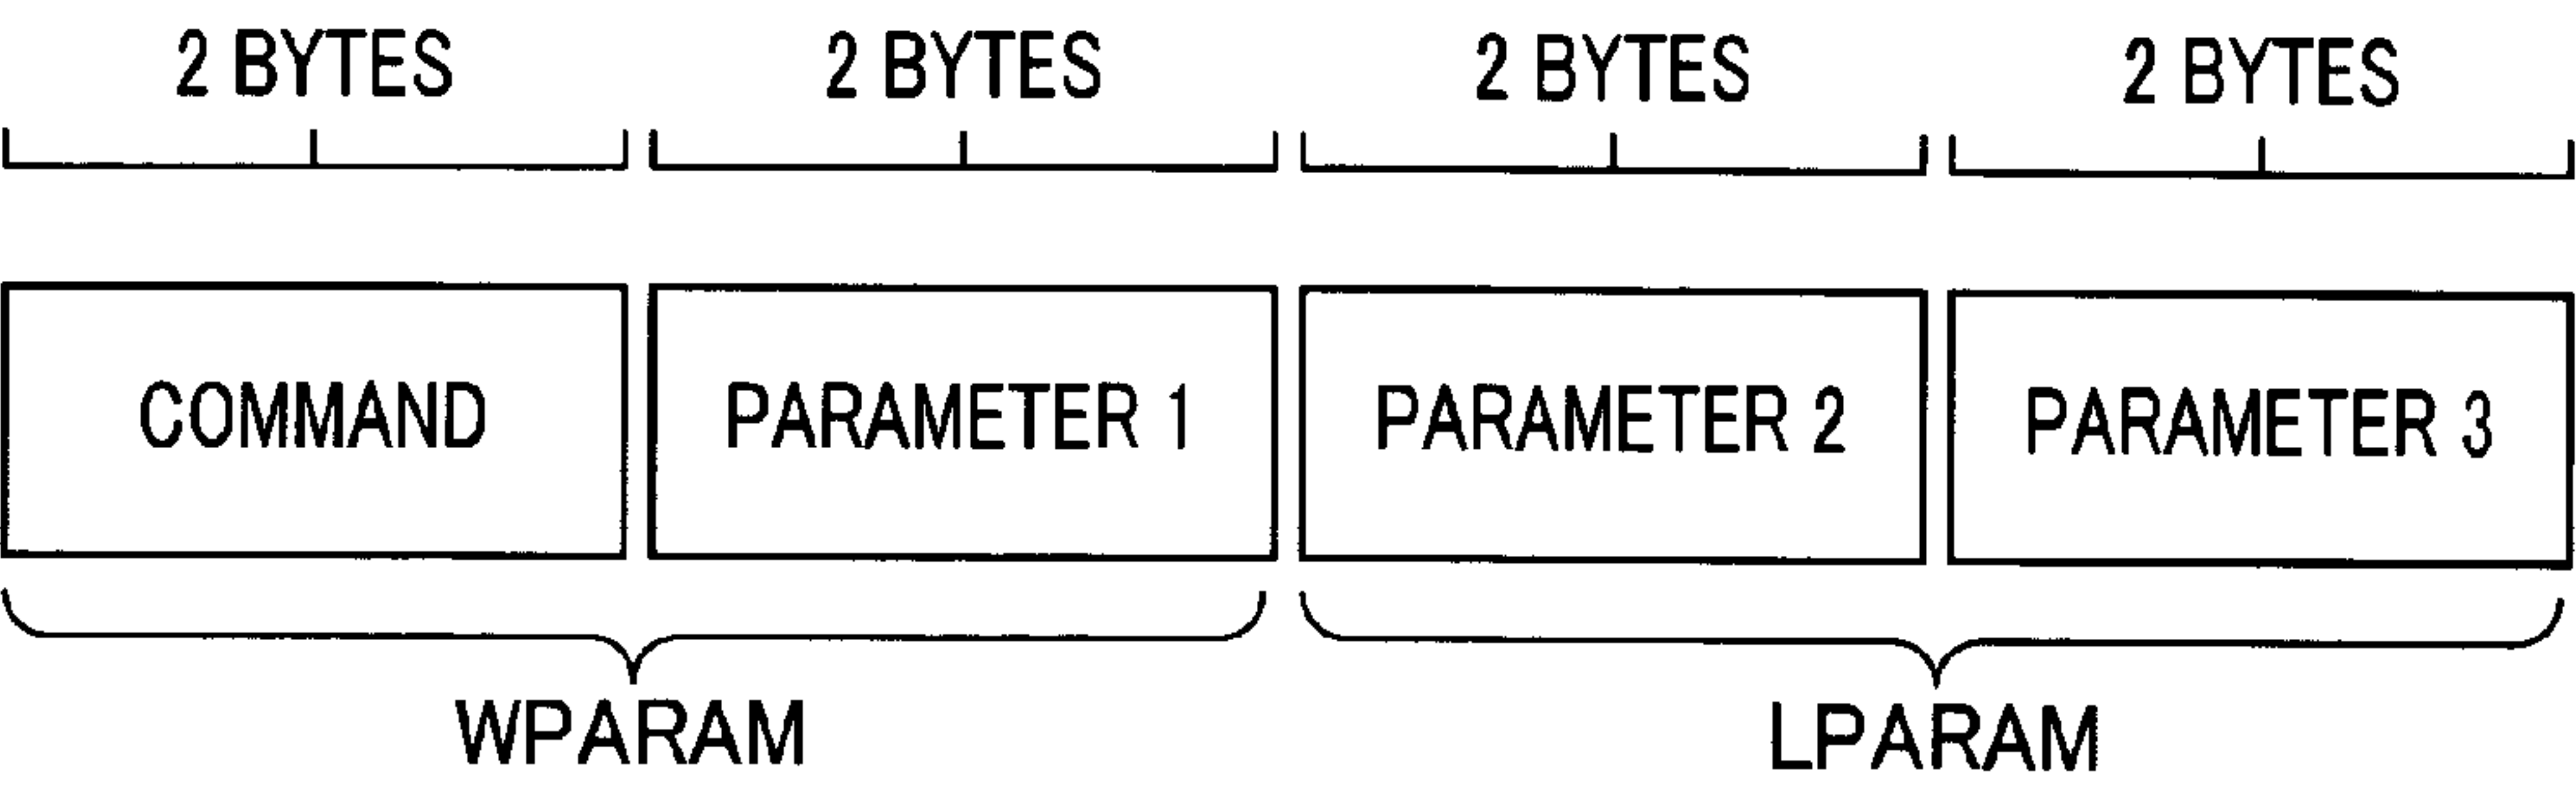 2 BYTES 2 BYTES 2 BYTES 2 BYTES
COMMAND PARAMETER 1 PARAMETER 2 PARAMETER 3
WPARAM LPARAM